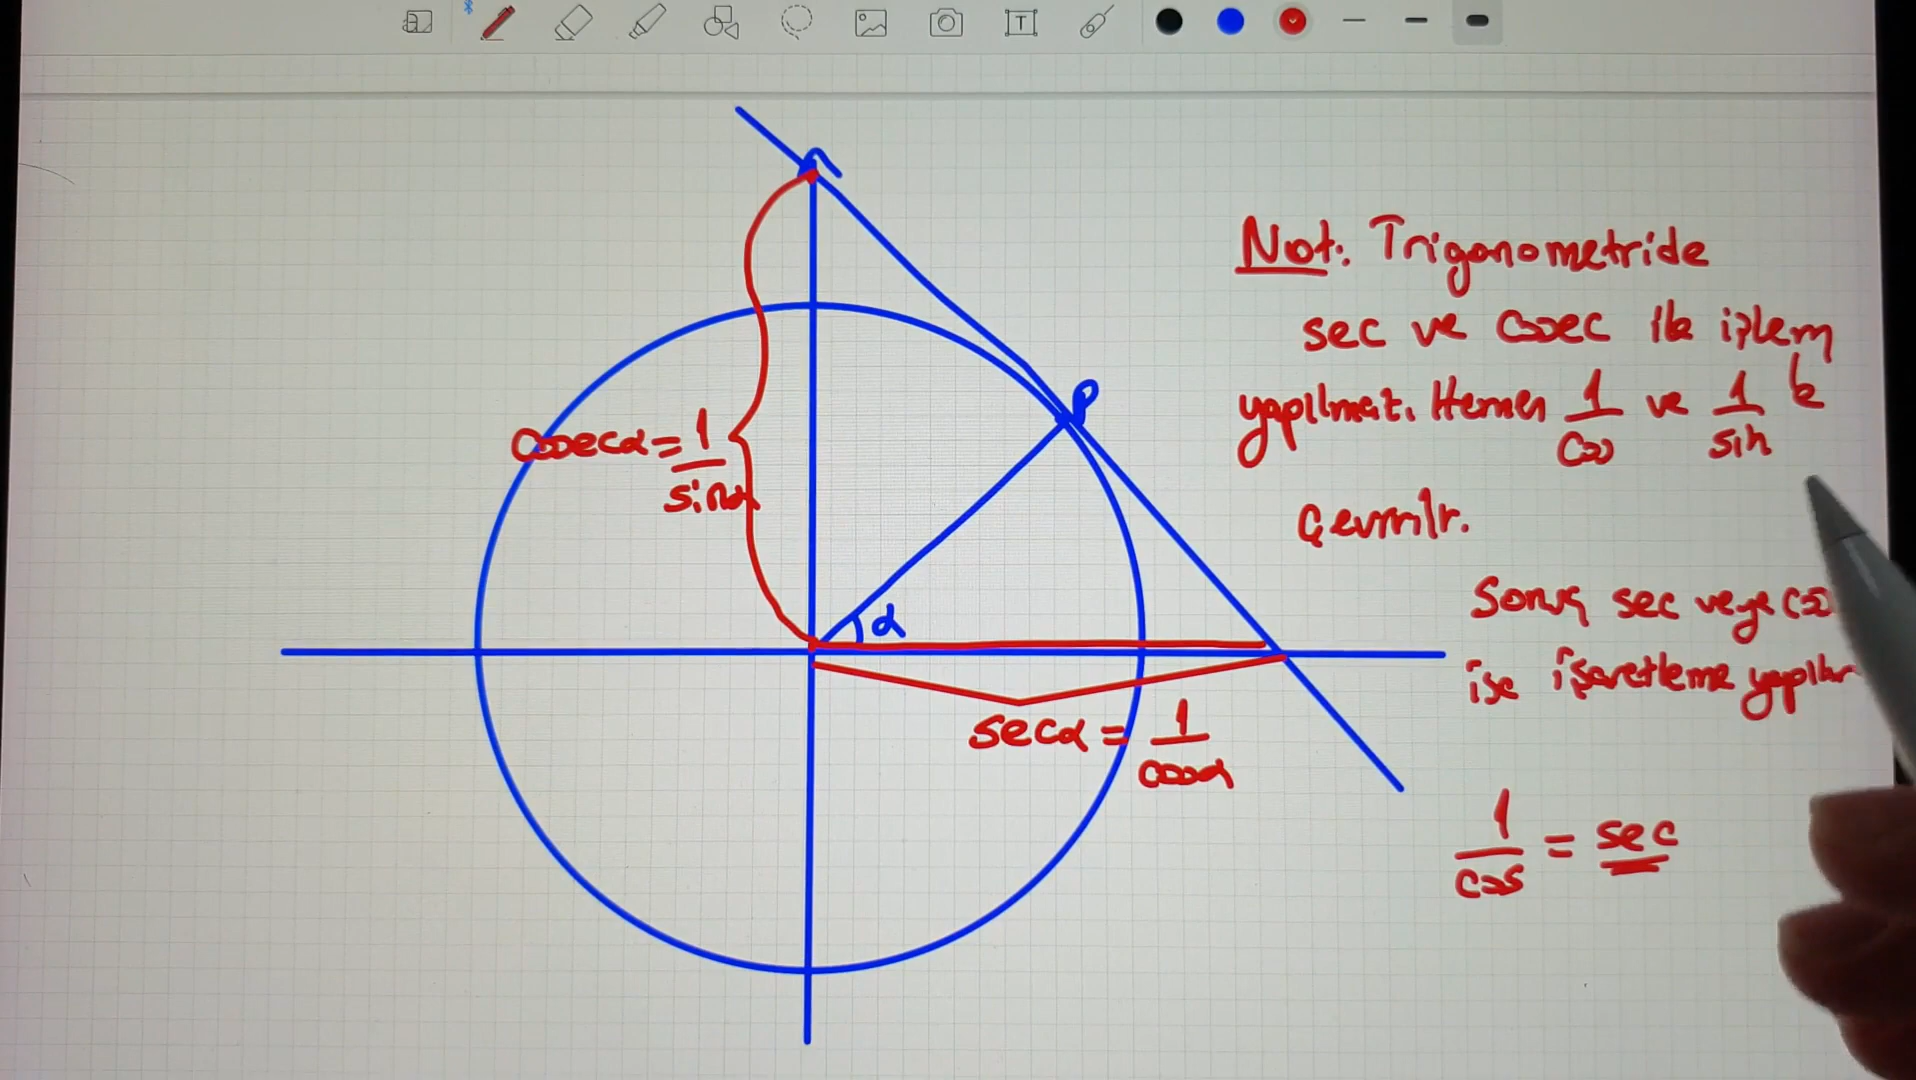 P
Not: Trigonometride
sec ve cosec ile işlem
yapılmaz. Hemen 1/cos ve 1/sin e
çevrilir.
cosecα = 1/sinα
α
Sonuç sec veya cos
ise işaretleme yapılır
secα = 1/cosα
1/cos = sec
T